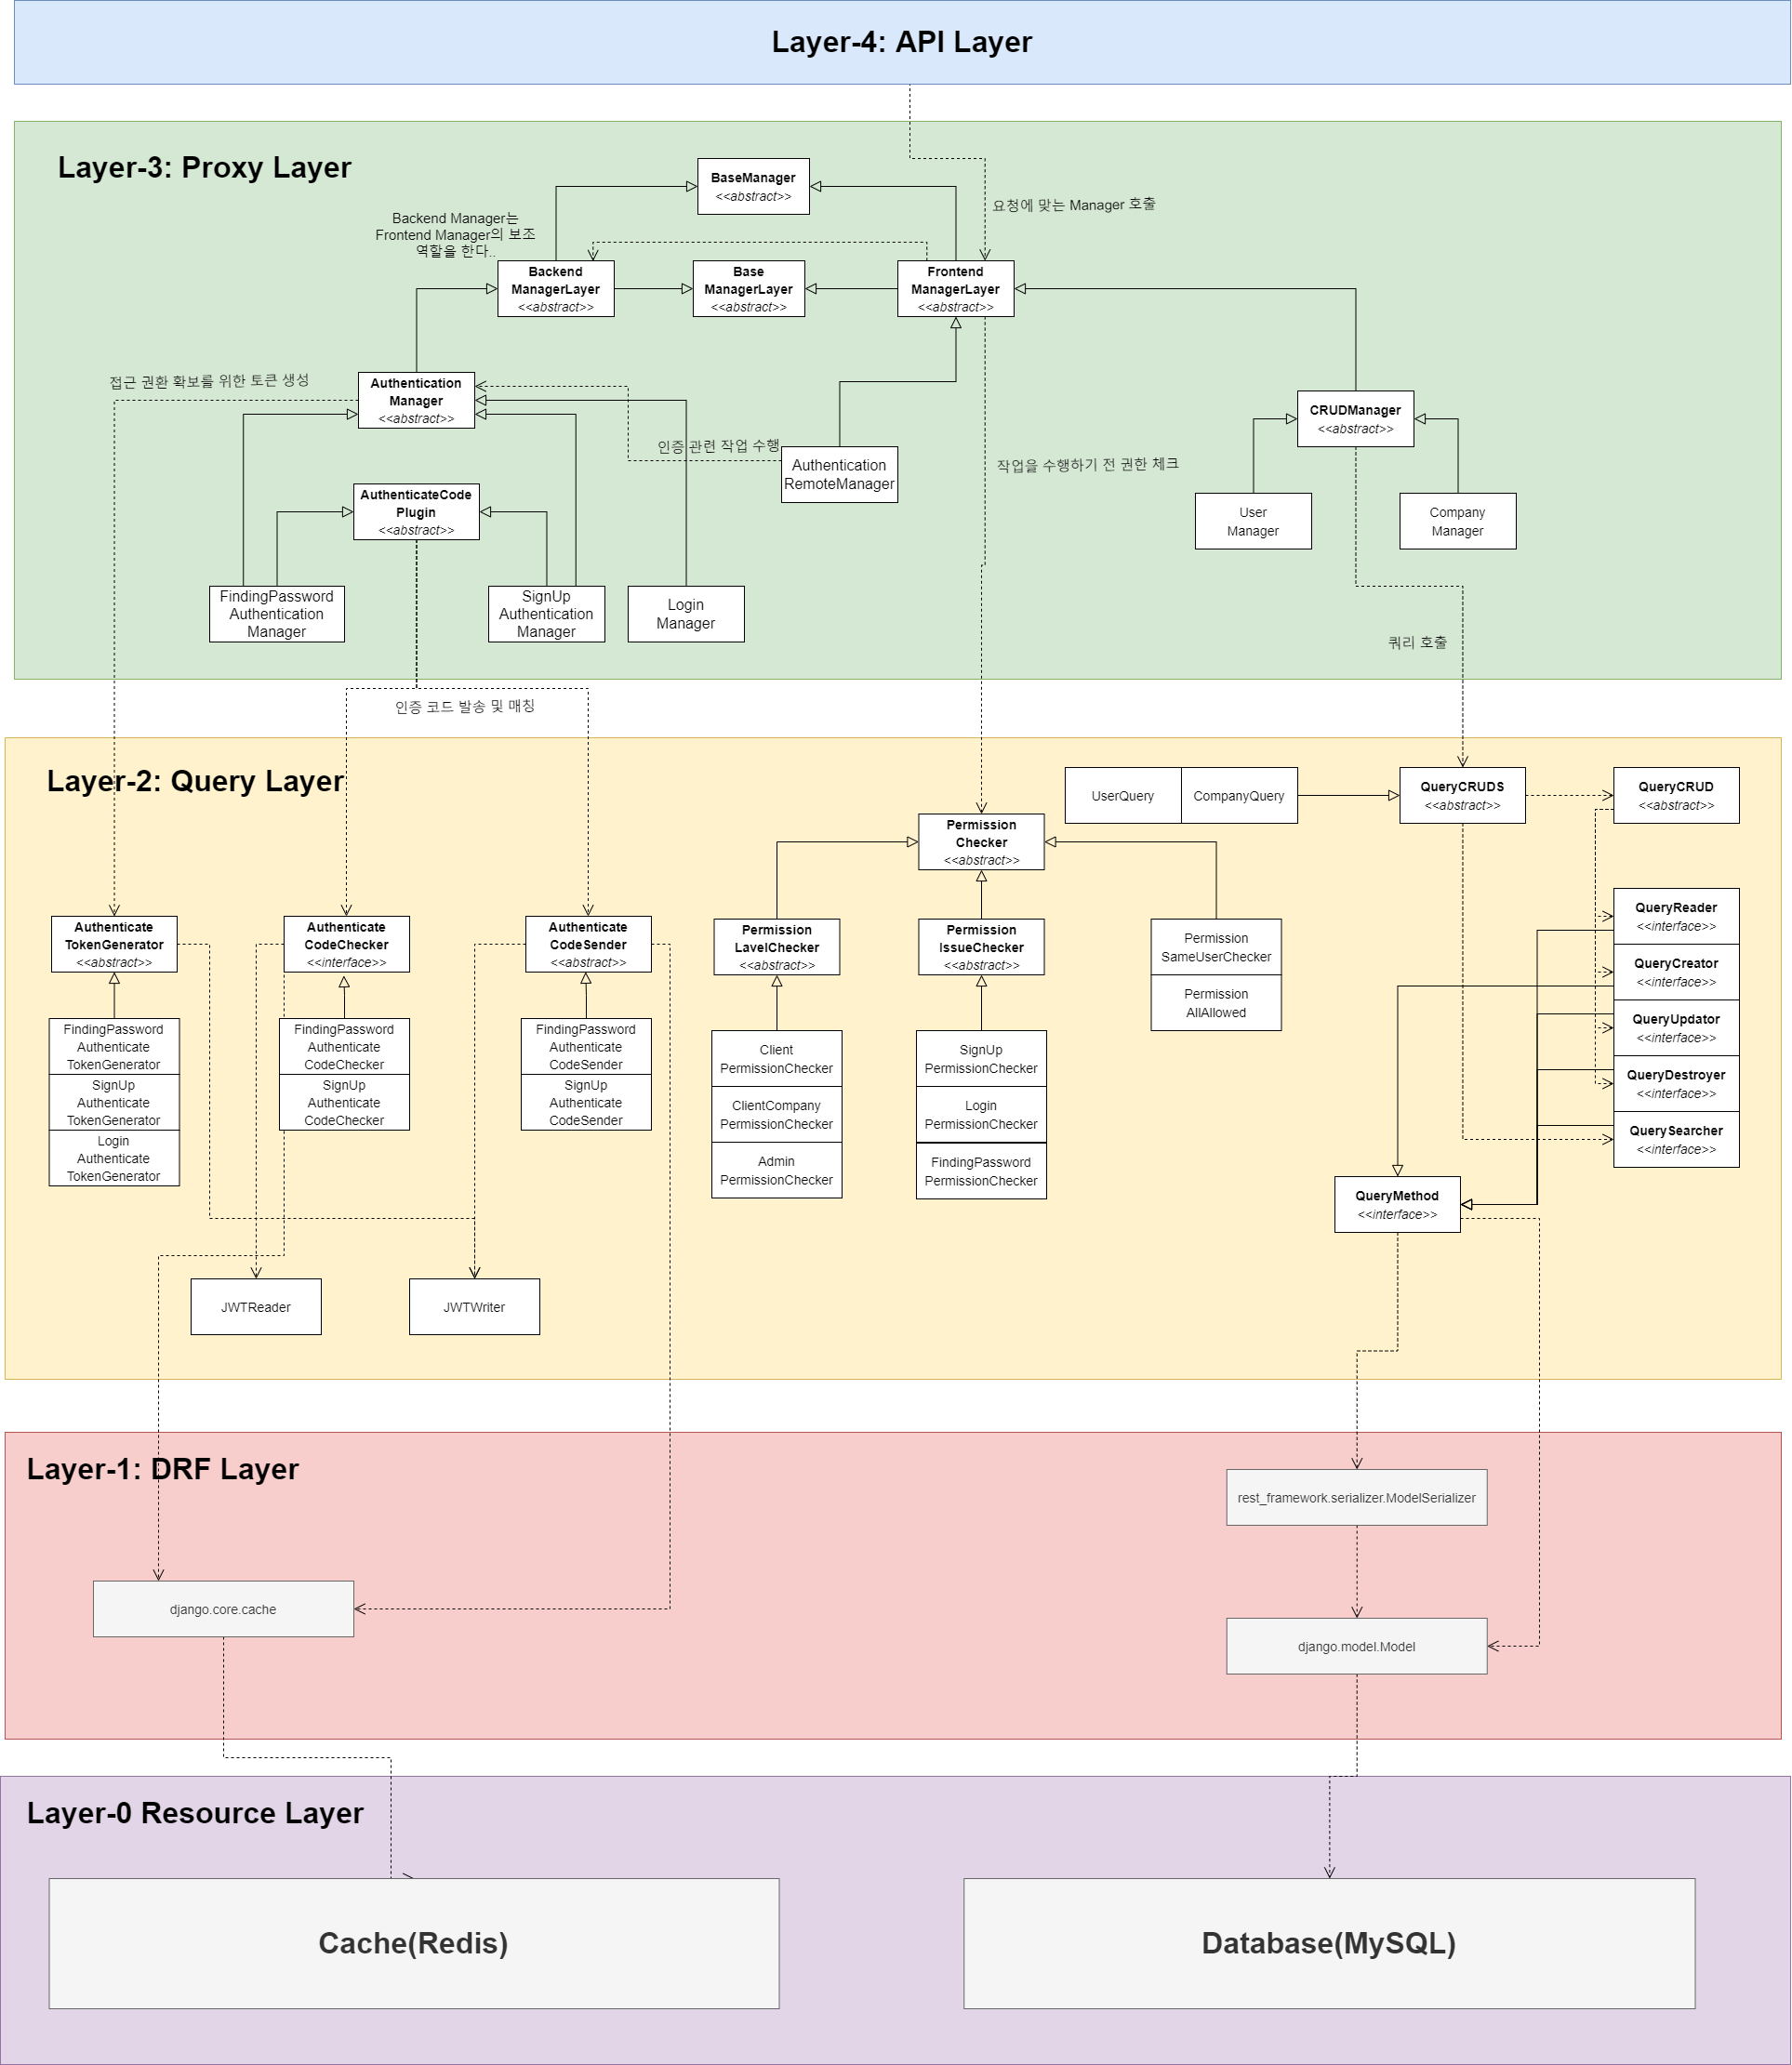 Layer-4: API Layer
Layer-3: Proxy Layer
BaseManager
<<abstract>>
요청에 맞는 Manager 호출
Backend Manager는
Frontend Manager의 보조
역할을 한다..
Backend
ManagerLayer
<<abstract>>
Base
ManagerLayer
<<abstract>>
Frontend
ManagerLayer
<<abstract>>
접근 권환 확보를 위한 토큰 생성
Authentication
Manager
<<abstract>>
CRUDManager
<<abstract>>
인증 관련 작업 수행
Authentication
RemoteManager
작업을 수행하기 전 권한 체크
AuthenticateCode
Plugin
<<abstract>>
User
Manager
Company
Manager
FindingPassword
Authentication
Manager
SignUp
Authentication
Manager
Login
Manager
쿼리 호출
인증 코드 발송 및 매칭
Layer-2: Query Layer
UserQuery
CompanyQuery
QueryCRUDS
<<abstract>>
QueryCRUD
<<abstract>>
Permission
Checker
<<abstract>>
Authenticate
TokenGenerator
<<abstract>>
Authenticate
CodeChecker
<<interface>>
Authenticate
CodeSender
<<abstract>>
Permission
LavelChecker
<<abstract>>
Permission
IssueChecker
<<abstract>>
Permission
SameUserChecker
Permission
AllAllowed
QueryReader
<<interface>>
QueryCreator
<<interface>>
QueryUpdator
<<interface>>
QueryDestroyer
<<interface>>
QuerySearcher
<<interface>>
FindingPassword
Authenticate
TokenGenerator
SignUp
Authenticate
TokenGenerator
Login
Authenticate
TokenGenerator
FindingPassword
Authenticate
CodeChecker
SignUp
Authenticate
CodeChecker
FindingPassword
Authenticate
CodeSender
SignUp
Authenticate
CodeSender
Client
PermissionChecker
ClientCompany
PermissionChecker
Admin
PermissionChecker
SignUp
PermissionChecker
Login
PermissionChecker
FindingPassword
PermissionChecker
QueryMethod
<<interface>>
JWTReader
JWTWriter
Layer-1: DRF Layer
rest_framework.serializer.ModelSerializer
django.core.cache
django.model.Model
Layer-0 Resource Layer
Cache(Redis)
Database(MySQL)